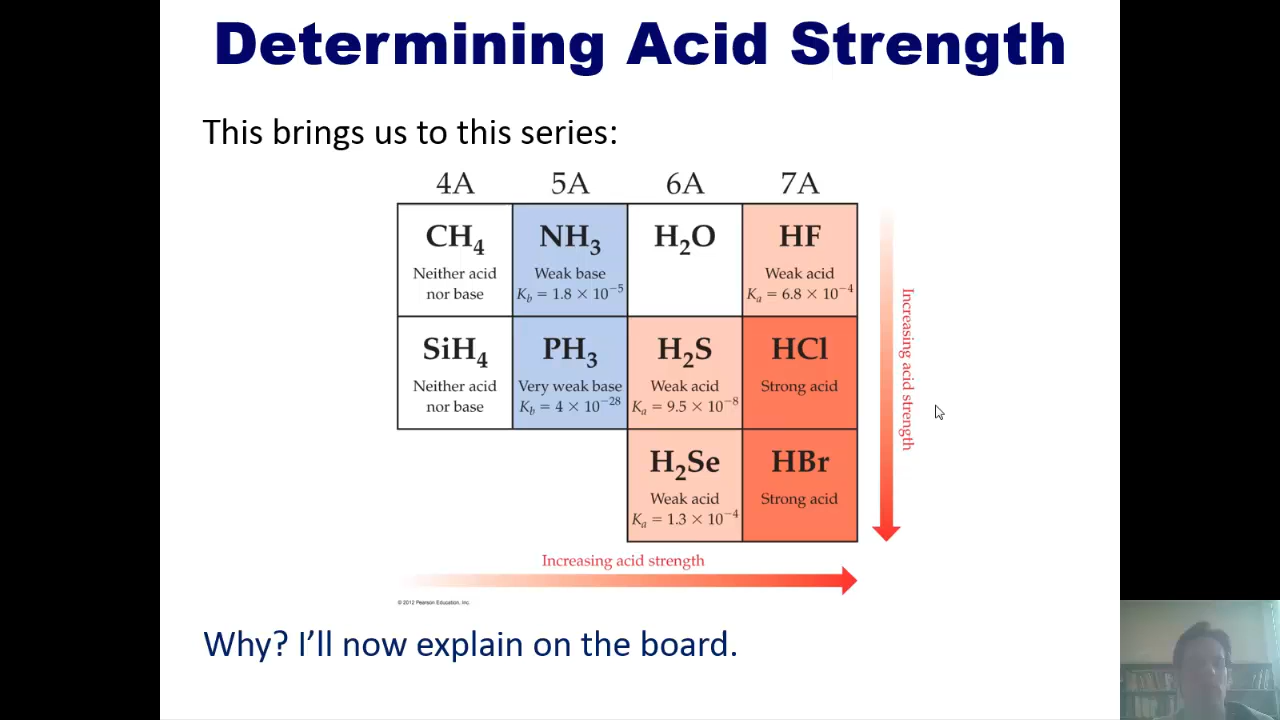 Determining Acid Strength
This brings us to this series:
4A 5A 6A 7A
CH₄ NH₃ H₂O HF
Neither acid nor base
Weak base
K_b = 1.8 × 10⁻⁵
Weak acid
K_a = 6.8 × 10⁻⁴
SiH₄ PH₃ H₂S HCl
Neither acid nor base
Very weak base
K_b = 4 × 10⁻²⁸
Weak acid
K_a = 9.5 × 10⁻⁸
Strong acid
H₂Se HBr
Weak acid
K_a = 1.3 × 10⁻⁴
Strong acid
Increasing acid strength
Increasing acid strength
© 2012 Pearson Education, Inc.
Why? I’ll now explain on the board.